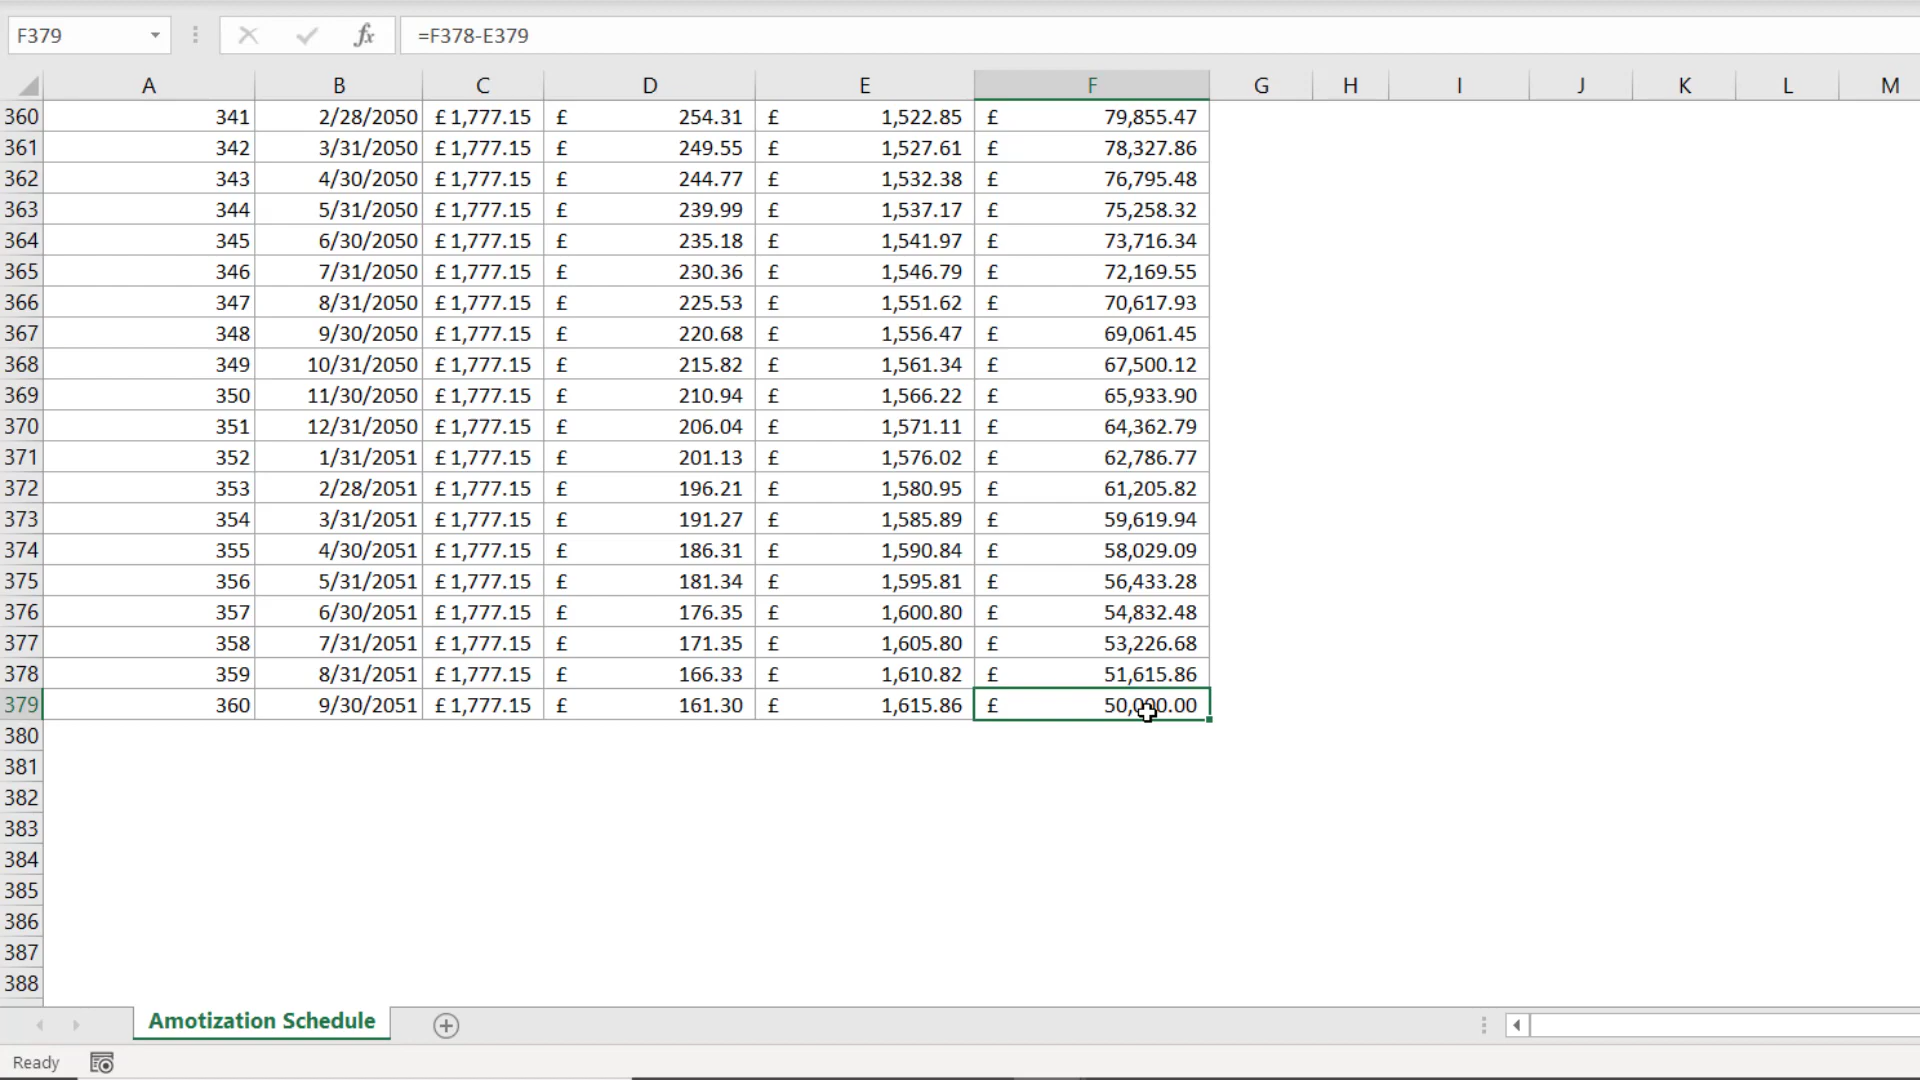 F379 fx =F378-E379
A B C D E F G H I J K L M
360 341 2/28/2050 £ 1,777.15 £ 254.31 £ 1,522.85 £ 79,855.47
361 342 3/31/2050 £ 1,777.15 £ 249.55 £ 1,527.61 £ 78,327.86
362 343 4/30/2050 £ 1,777.15 £ 244.77 £ 1,532.38 £ 76,795.48
363 344 5/31/2050 £ 1,777.15 £ 239.99 £ 1,537.17 £ 75,258.32
364 345 6/30/2050 £ 1,777.15 £ 235.18 £ 1,541.97 £ 73,716.34
365 346 7/31/2050 £ 1,777.15 £ 230.36 £ 1,546.79 £ 72,169.55
366 347 8/31/2050 £ 1,777.15 £ 225.53 £ 1,551.62 £ 70,617.93
367 348 9/30/2050 £ 1,777.15 £ 220.68 £ 1,556.47 £ 69,061.45
368 349 10/31/2050 £ 1,777.15 £ 215.82 £ 1,561.34 £ 67,500.12
369 350 11/30/2050 £ 1,777.15 £ 210.94 £ 1,566.22 £ 65,933.90
370 351 12/31/2050 £ 1,777.15 £ 206.04 £ 1,571.11 £ 64,362.79
371 352 1/31/2051 £ 1,777.15 £ 201.13 £ 1,576.02 £ 62,786.77
372 353 2/28/2051 £ 1,777.15 £ 196.21 £ 1,580.95 £ 61,205.82
373 354 3/31/2051 £ 1,777.15 £ 191.27 £ 1,585.89 £ 59,619.94
374 355 4/30/2051 £ 1,777.15 £ 186.31 £ 1,590.84 £ 58,029.09
375 356 5/31/2051 £ 1,777.15 £ 181.34 £ 1,595.81 £ 56,433.28
376 357 6/30/2051 £ 1,777.15 £ 176.35 £ 1,600.80 £ 54,832.48
377 358 7/31/2051 £ 1,777.15 £ 171.35 £ 1,605.80 £ 53,226.68
378 359 8/31/2051 £ 1,777.15 £ 166.33 £ 1,610.82 £ 51,615.86
379 360 9/30/2051 £ 1,777.15 £ 161.30 £ 1,615.86 £ 50,000.00
380
381
382
383
384
385
386
387
388
Amotization Schedule
Ready